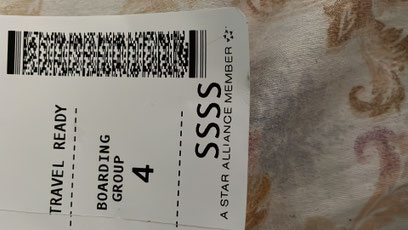 TRAVEL READY
BOARDING
GROUP
4
SSSS
A STAR ALLIANCE MEMBER